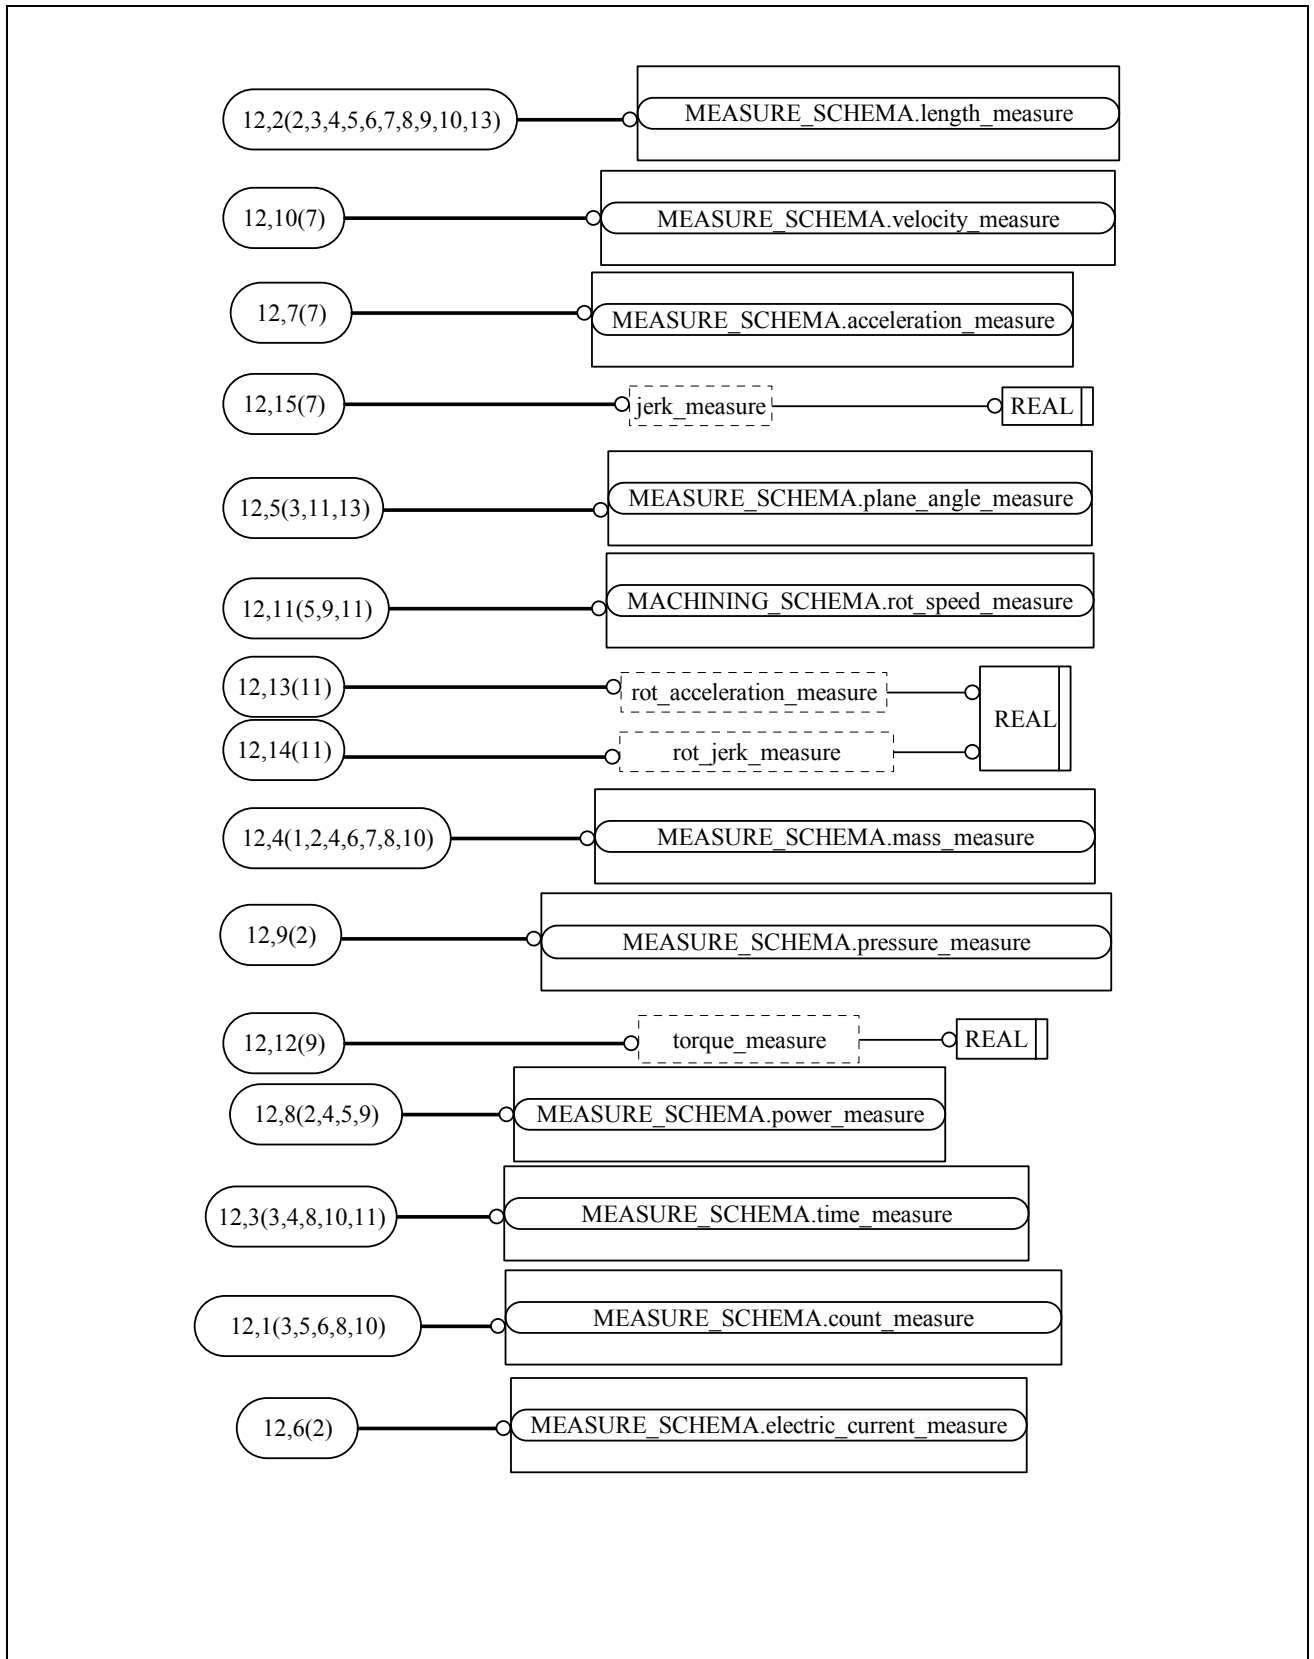 12,2(2,3,4,5,6,7,8,9,10,13) MEASURE_SCHEMA.length_measure
12,10(7) MEASURE_SCHEMA.velocity_measure
12,7(7) MEASURE_SCHEMA.acceleration_measure
12,15(7) jerk_measure REAL
12,5(3,11,13) MEASURE_SCHEMA.plane_angle_measure
12,11(5,9,11) MACHINING_SCHEMA.rot_speed_measure
12,13(11) rot_acceleration_measure
REAL
12,14(11) rot_jerk_measure
12,4(1,2,4,6,7,8,10) MEASURE_SCHEMA.mass_measure
12,9(2) MEASURE_SCHEMA.pressure_measure
12,12(9) torque_measure REAL
12,8(2,4,5,9) MEASURE_SCHEMA.power_measure
12,3(3,4,8,10,11) MEASURE_SCHEMA.time_measure
12,1(3,5,6,8,10) MEASURE_SCHEMA.count_measure
12,6(2) MEASURE_SCHEMA.electric_current_measure